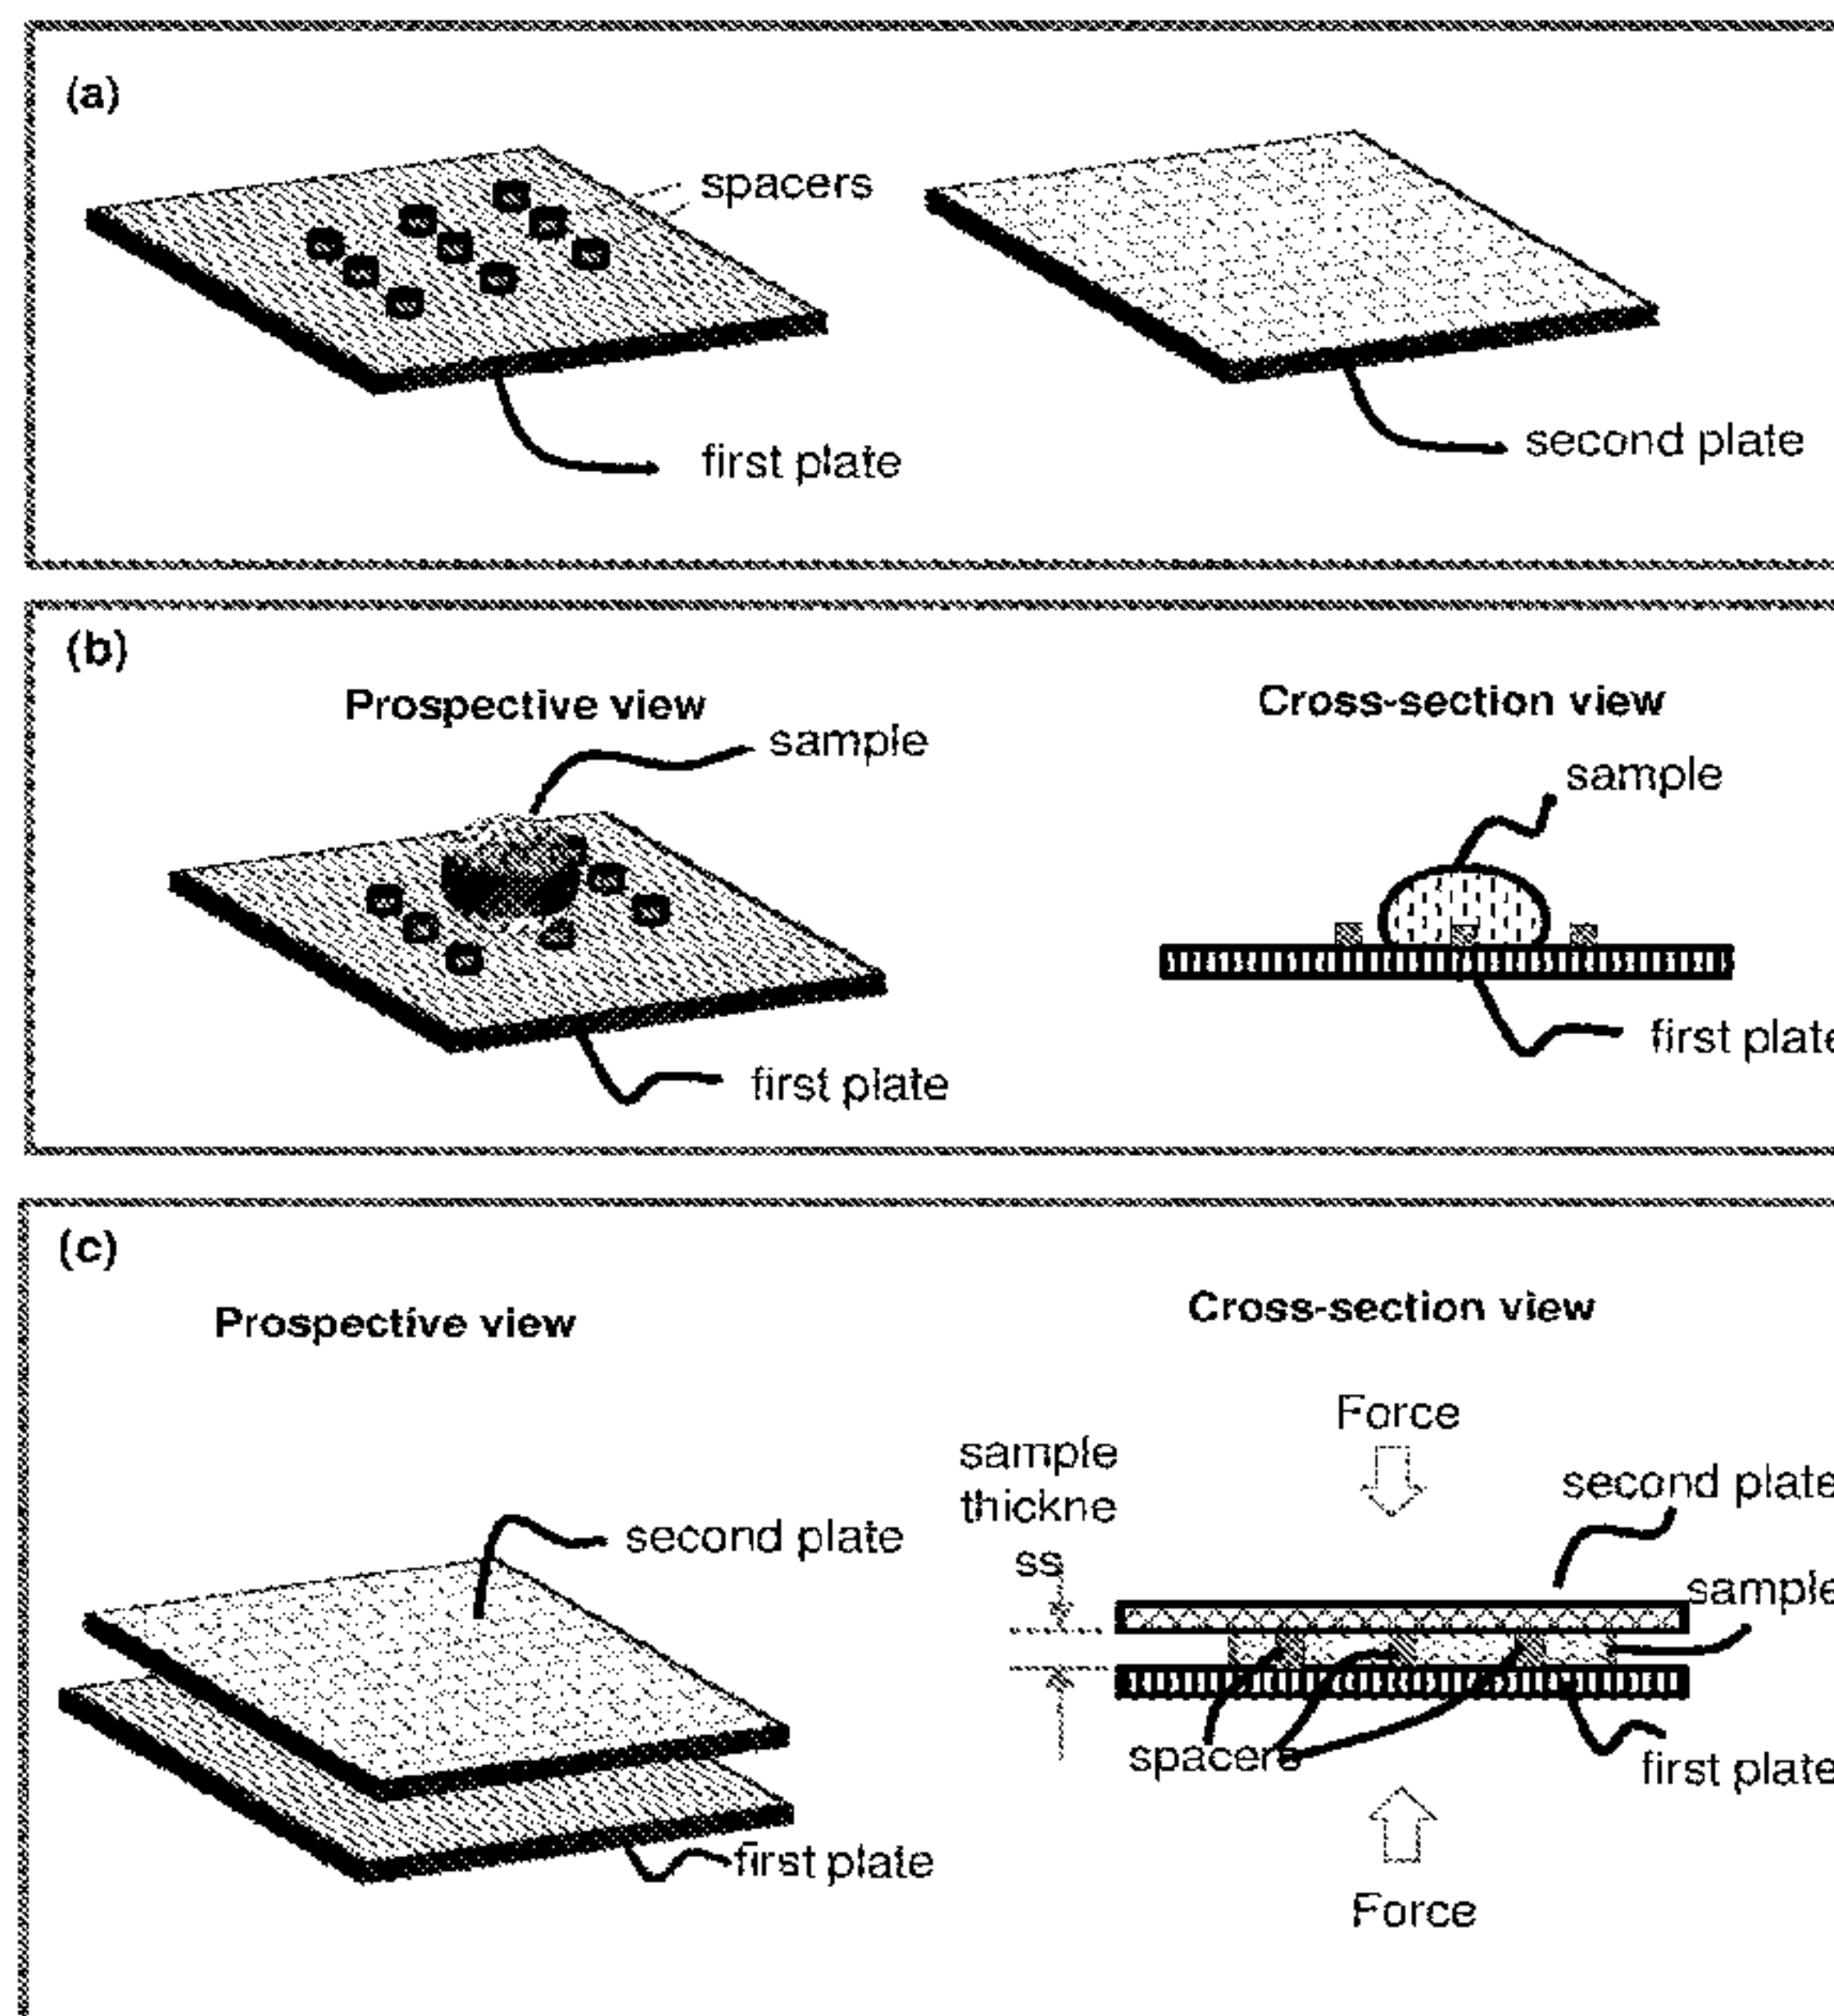 (a)
spacers
first plate
second plate
(b)
Prospective view
Cross-section view
sample
sample
first plate
first plate
(c)
Prospective view
Cross-section view
Force
sample
thickne
ss
second plate
second plate
sample
spacers
first plate
first plate
Force